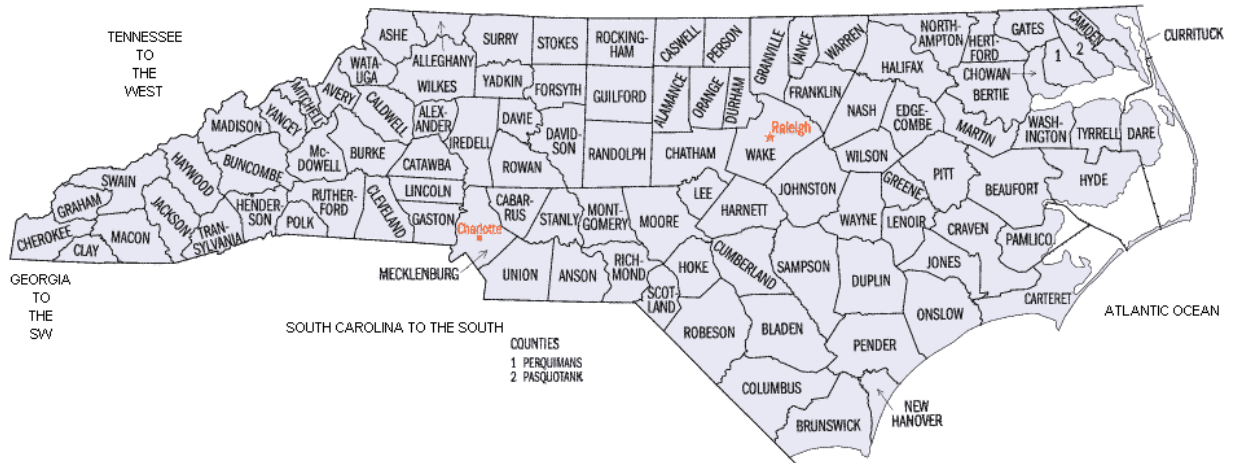 TENNESSEE
TO
THE
WEST
ASHE
ALLEGHANY
SURRY
STOKES
ROCKING-
HAM
CASWELL
PERSON
GRANVILLE
VANCE
WARREN
NORTH-
AMPTON
HERT-
FORD
GATES
CAMDEN
CURRITUCK
1
2
WATA-
UGA
WILKES
YADKIN
FORSYTH
GUILFORD
ALAMANCE
ORANGE
DURHAM
FRANKLIN
HALIFAX
CHOWAN
BERTIE
MITCHELL
AVERY
CALDWELL
ALEX-
ANDER
IREDELL
DAVIE
DAVID-
SON
RANDOLPH
CHATHAM
Raleigh
WAKE
NASH
EDGE-
COMBE
MARTIN
WASH-
INGTON
TYRRELL
DARE
MADISON
YANCEY
BUNCOMBE
Mc-
DOWELL
BURKE
CATAWBA
ROWAN
WILSON
PITT
BEAUFORT
HYDE
SWAIN
HAYWOOD
HENDER-
SON
RUTHER-
FORD
CLEVELAND
LINCOLN
CABAR-
RUS
LEE
JOHNSTON
GREENE
GRAHAM
JACKSON
TRAN-
SYLVANIA
POLK
GASTON
Charlotte
STANLY
MONT-
GOMERY
MOORE
HARNETT
WAYNE
LENOIR
CRAVEN
PAMLICO
CHEROKEE
CLAY
MACON
MECKLENBURG
UNION
ANSON
RICH-
MOND
SCOT-
LAND
HOKE
CUMBERLAND
SAMPSON
DUPLIN
JONES
CARTERET
GEORGIA
TO
THE
SW
SOUTH CAROLINA TO THE SOUTH
ROBESON
BLADEN
ONSLOW
ATLANTIC OCEAN
PENDER
COUNTIES
1 PERQUIMANS
2 PASQUOTANK
COLUMBUS
BRUNSWICK
NEW
HANOVER